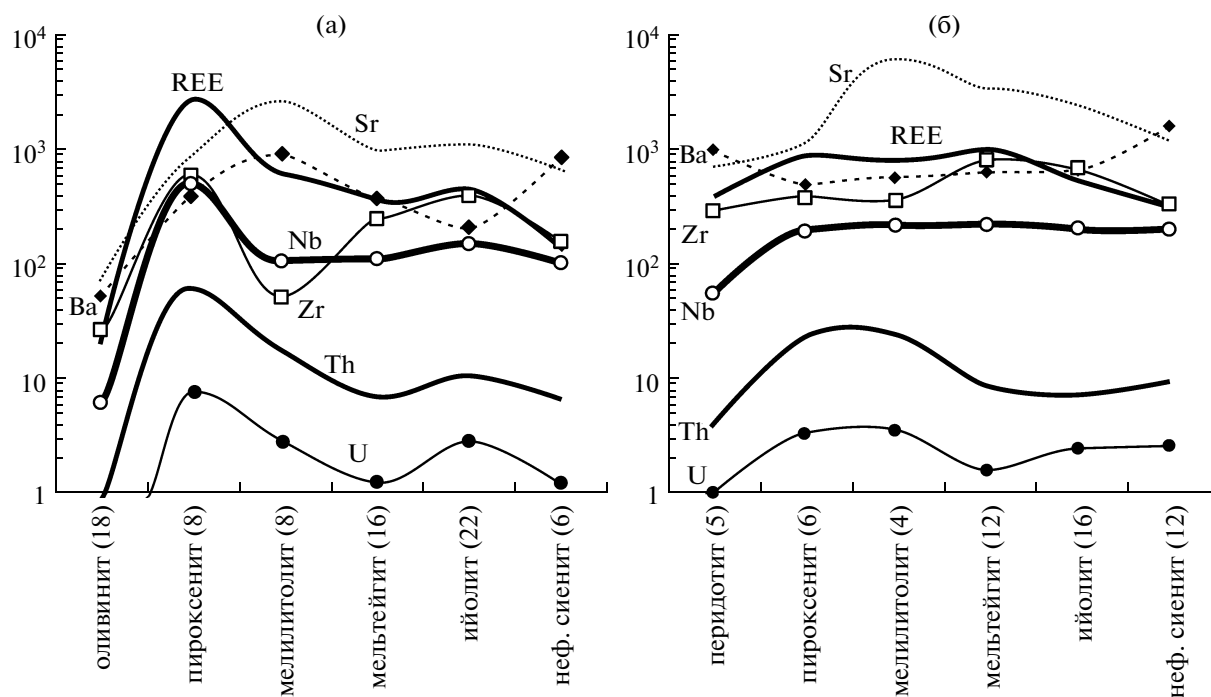 (а)
(б)
10⁴
10³
10²
10
1
REE
Sr
Ba
Nb
Zr
Th
U
оливинит (18)
пироксенит (8)
мелилитолит (8)
мельтейгит (16)
ийолит (22)
неф. сиенит (6)
10⁴
10³
10²
10
1
Sr
REE
Ba
Zr
Nb
Th
U
перидотит (5)
пироксенит (6)
мелилитолит (4)
мельтейгит (12)
ийолит (16)
неф. сиенит (12)